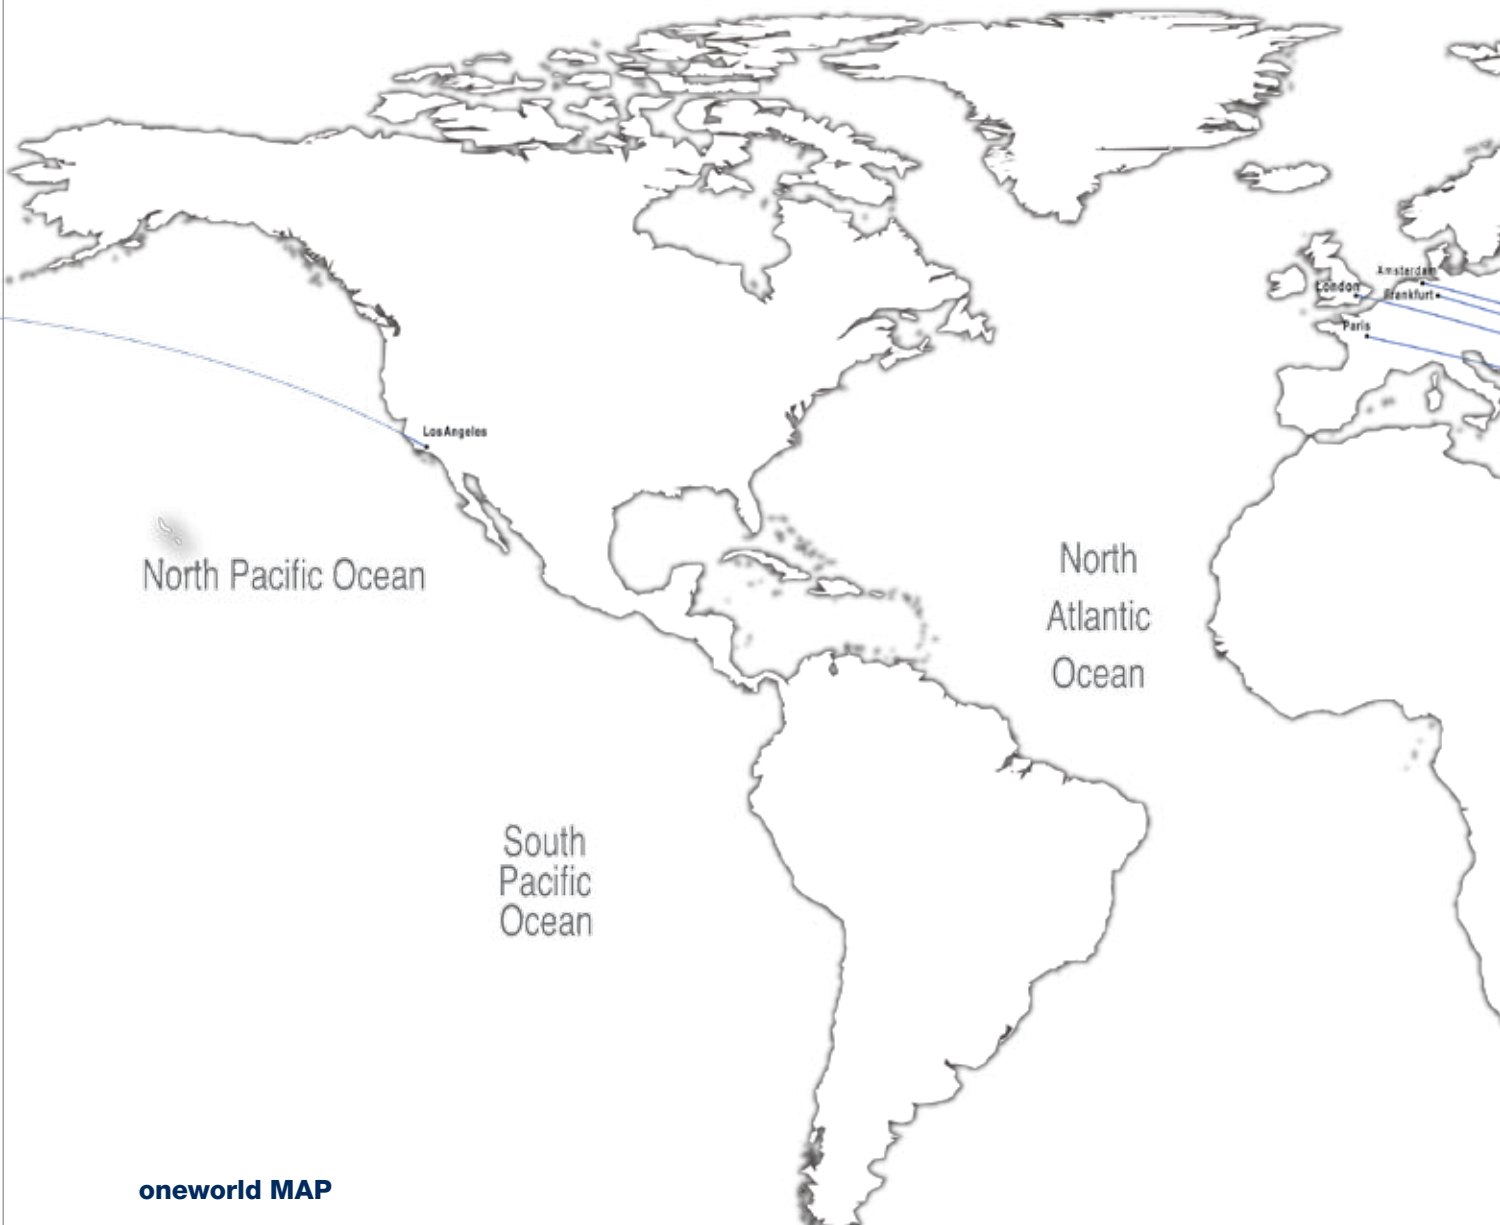 Amsterdam
London
Frankfurt
Paris
Los Angeles
North Pacific Ocean
North
Atlantic
Ocean
South
Pacific
Ocean
oneworld MAP